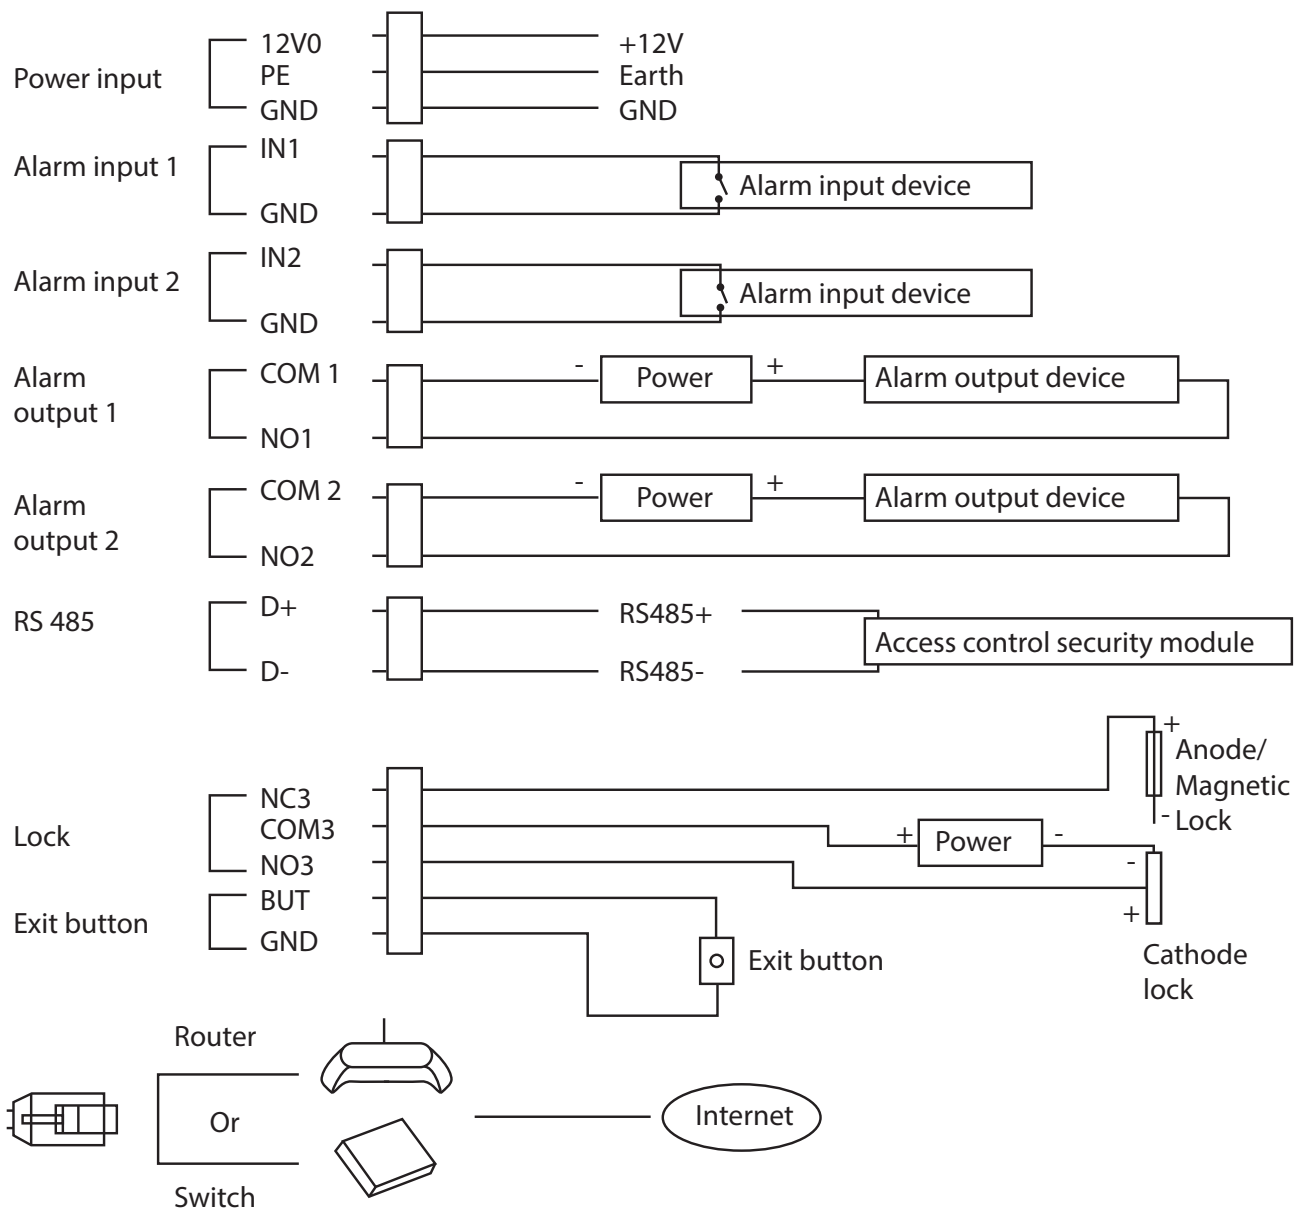 Power input
12V0
PE
GND
+12V
Earth
GND
Alarm input 1
IN1
GND
Alarm input device
Alarm input 2
IN2
GND
Alarm input device
Alarm
output 1
COM 1
NO1
- Power +
Alarm output device
Alarm
output 2
COM 2
NO2
- Power +
Alarm output device
RS 485
D+
D-
RS485+
RS485-
Access control security module
Lock
NC3
COM3
NO3
+
Anode/
Magnetic
- Lock
+ Power -
-
+
Cathode
lock
Exit button
BUT
GND
Exit button
Router
Or
Switch
Internet